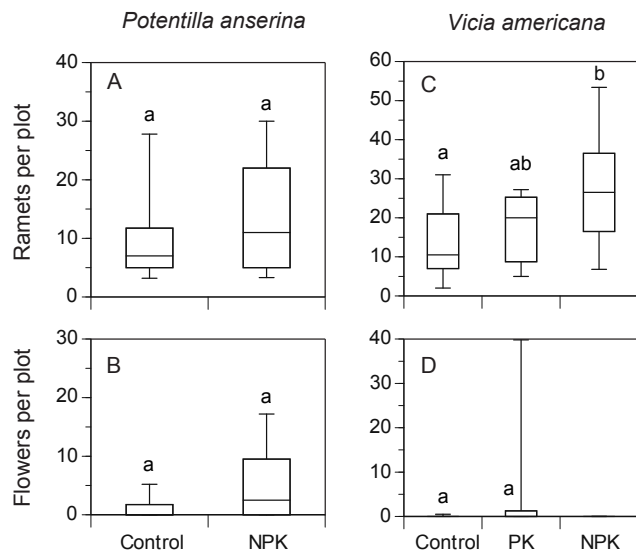 Potentilla anserina
Vicia americana
Ramets per plot
40
30
20
10
0
A
a
a
60
50
40
30
20
10
0
C
a
ab
b
Flowers per plot
30
20
10
0
B
a
a
Control
NPK
40
30
20
10
0
D
a
a
Control
PK
NPK